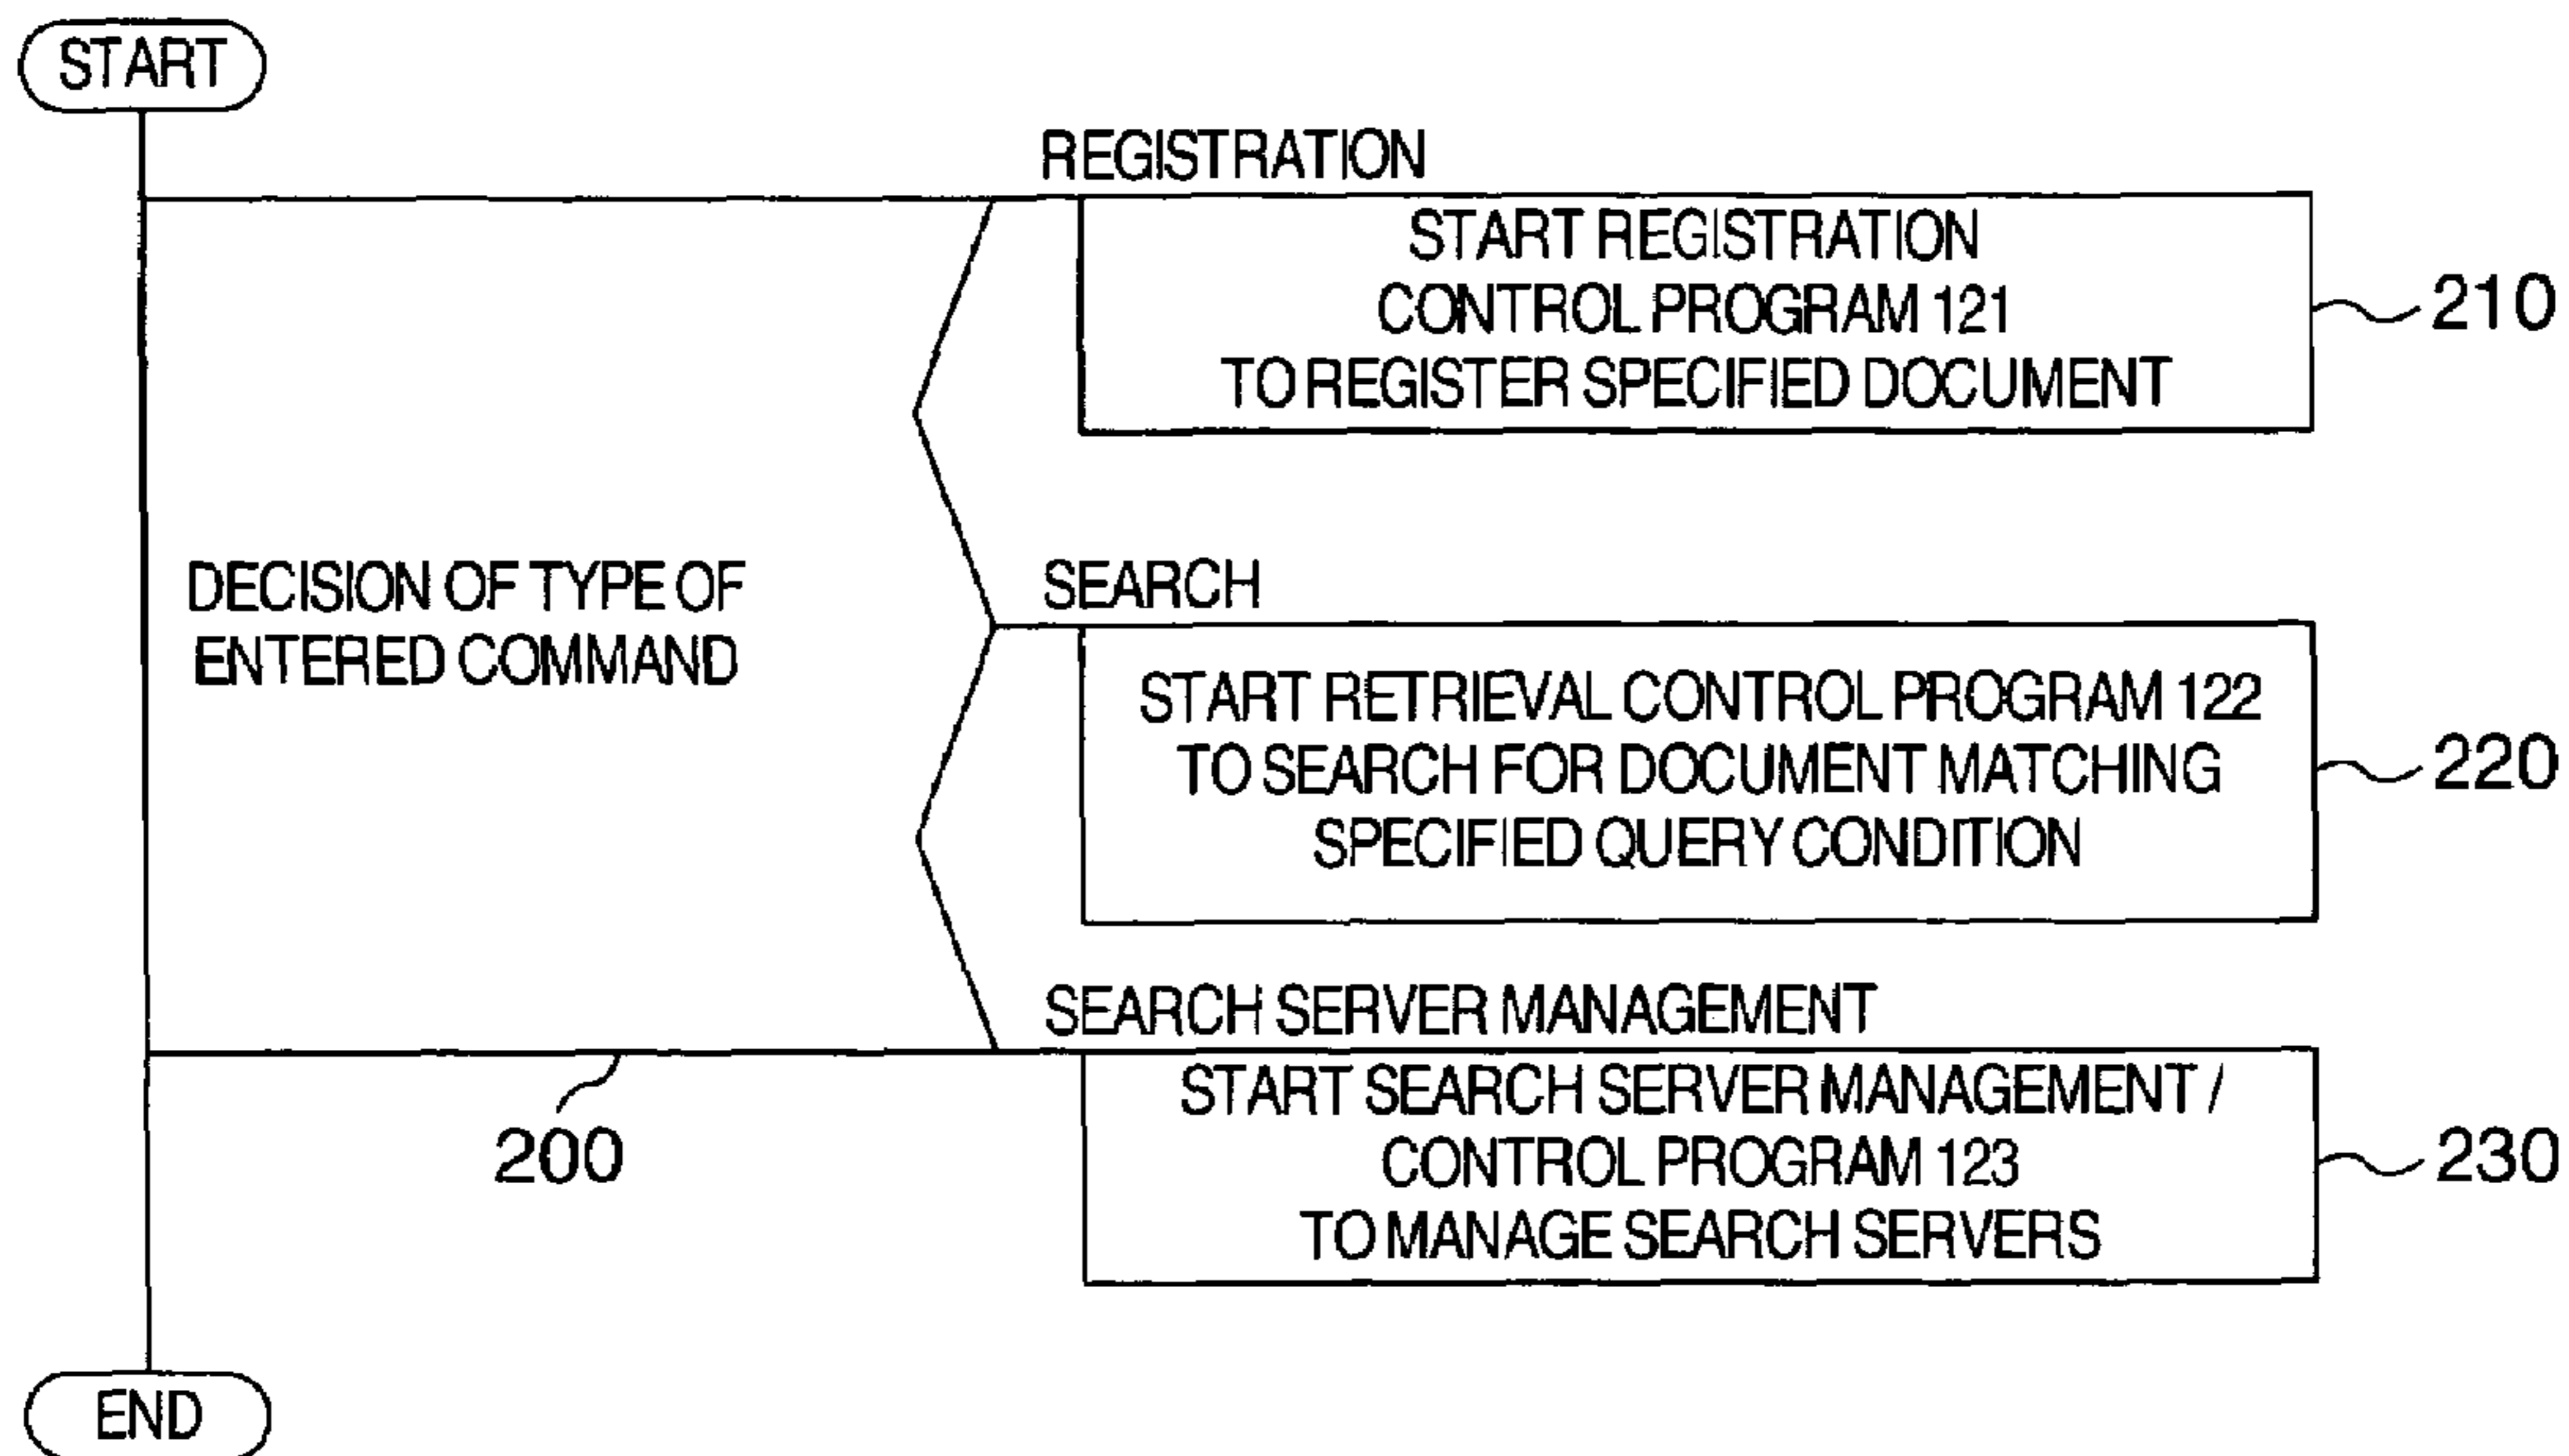 START
REGISTRATION
START REGISTRATION
CONTROL PROGRAM 121
TO REGISTER SPECIFIED DOCUMENT
210
DECISION OF TYPE OF
ENTERED COMMAND
SEARCH
START RETRIEVAL CONTROL PROGRAM 122
TO SEARCH FOR DOCUMENT MATCHING
SPECIFIED QUERY CONDITION
220
SEARCH SERVER MANAGEMENT
START SEARCH SERVER MANAGEMENT /
CONTROL PROGRAM 123
TO MANAGE SEARCH SERVERS
230
200
END